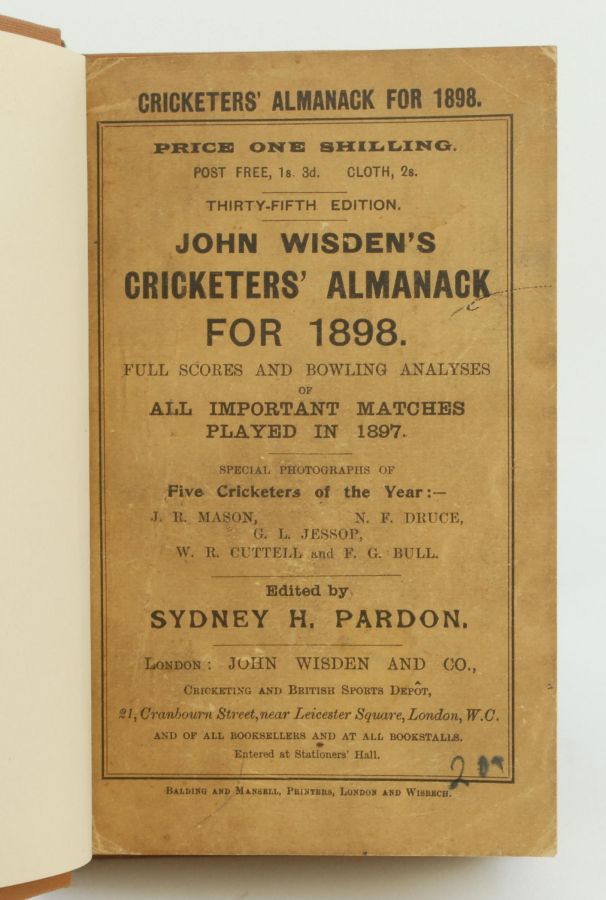 CRICKETERS' ALMANACK FOR 1898.
PRICE ONE SHILLING.
POST FREE, 1s. 3d. CLOTH, 2s.
THIRTY-FIFTH EDITION.
JOHN WISDEN'S
CRICKETERS' ALMANACK
FOR 1898.
FULL SCORES AND BOWLING ANALYSES
OF
ALL IMPORTANT MATCHES
PLAYED IN 1897.
SPECIAL PHOTOGRAPHS OF
Five Cricketers of the Year:—
J. R. MASON, N. F. DRUCE,
G. L. JESSOP,
W. R. CUTTELL and F. G. BULL.
Edited by
SYDNEY H. PARDON.
LONDON: JOHN WISDEN AND CO.,
CRICKETING AND BRITISH SPORTS DEPÔT,
21, Cranbourn Street, near Leicester Square, London, W.C.
AND OF ALL BOOKSELLERS AND AT ALL BOOKSTALLS.
Entered at Stationers' Hall.
BALDING AND MANSELL, PRINTERS, LONDON AND WISBECH.